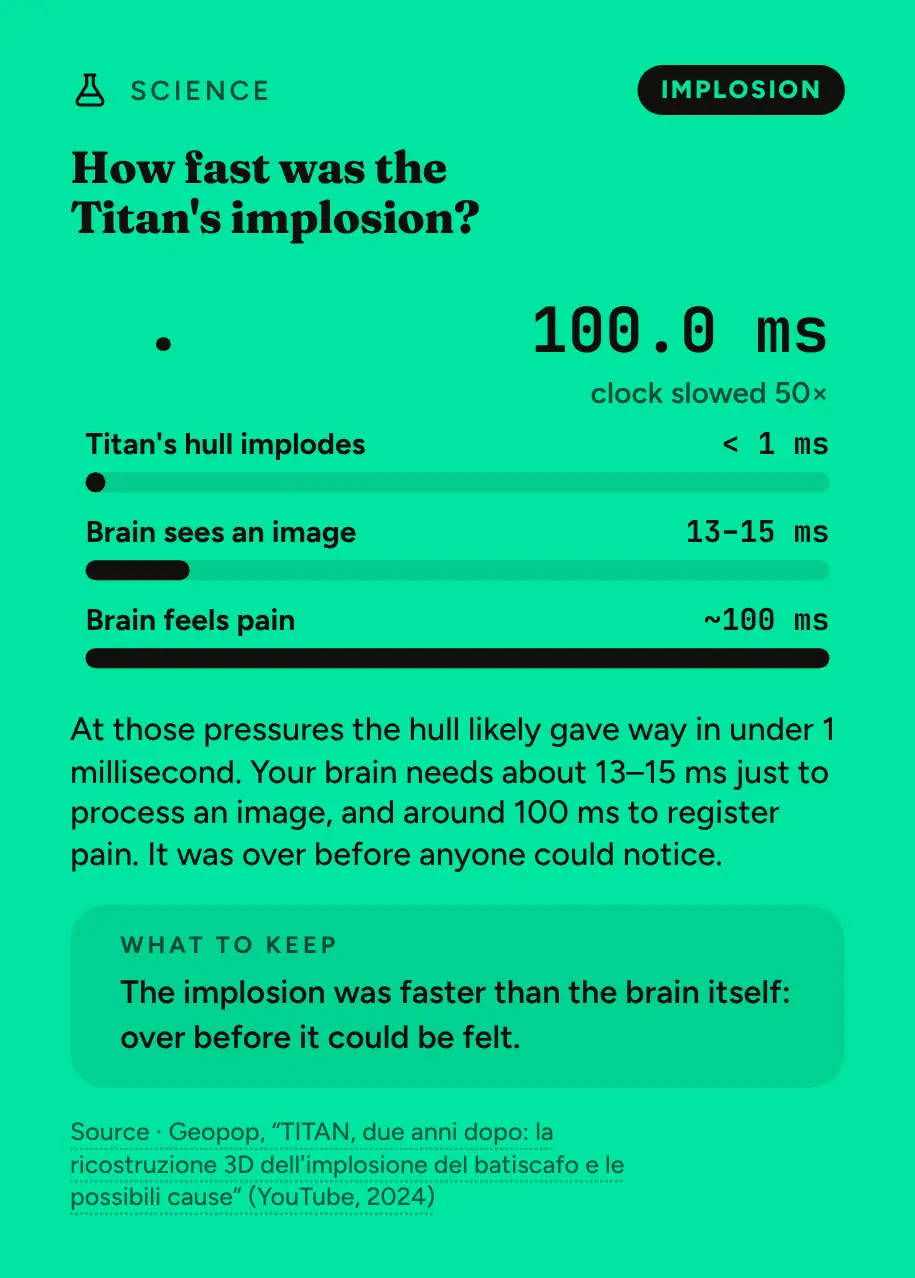 SCIENCE
IMPLOSION
How fast was the
Titan's implosion?
100.0 ms
clock slowed 50×
Titan's hull implodes
< 1 ms
Brain sees an image
13–15 ms
Brain feels pain
~100 ms
At those pressures the hull likely gave way in under 1
millisecond. Your brain needs about 13–15 ms just to
process an image, and around 100 ms to register
pain. It was over before anyone could notice.
WHAT TO KEEP
The implosion was faster than the brain itself:
over before it could be felt.
Source · Geopop, “TITAN, due anni dopo: la
ricostruzione 3D dell'implosione del batiscafo e le
possibili cause” (YouTube, 2024)